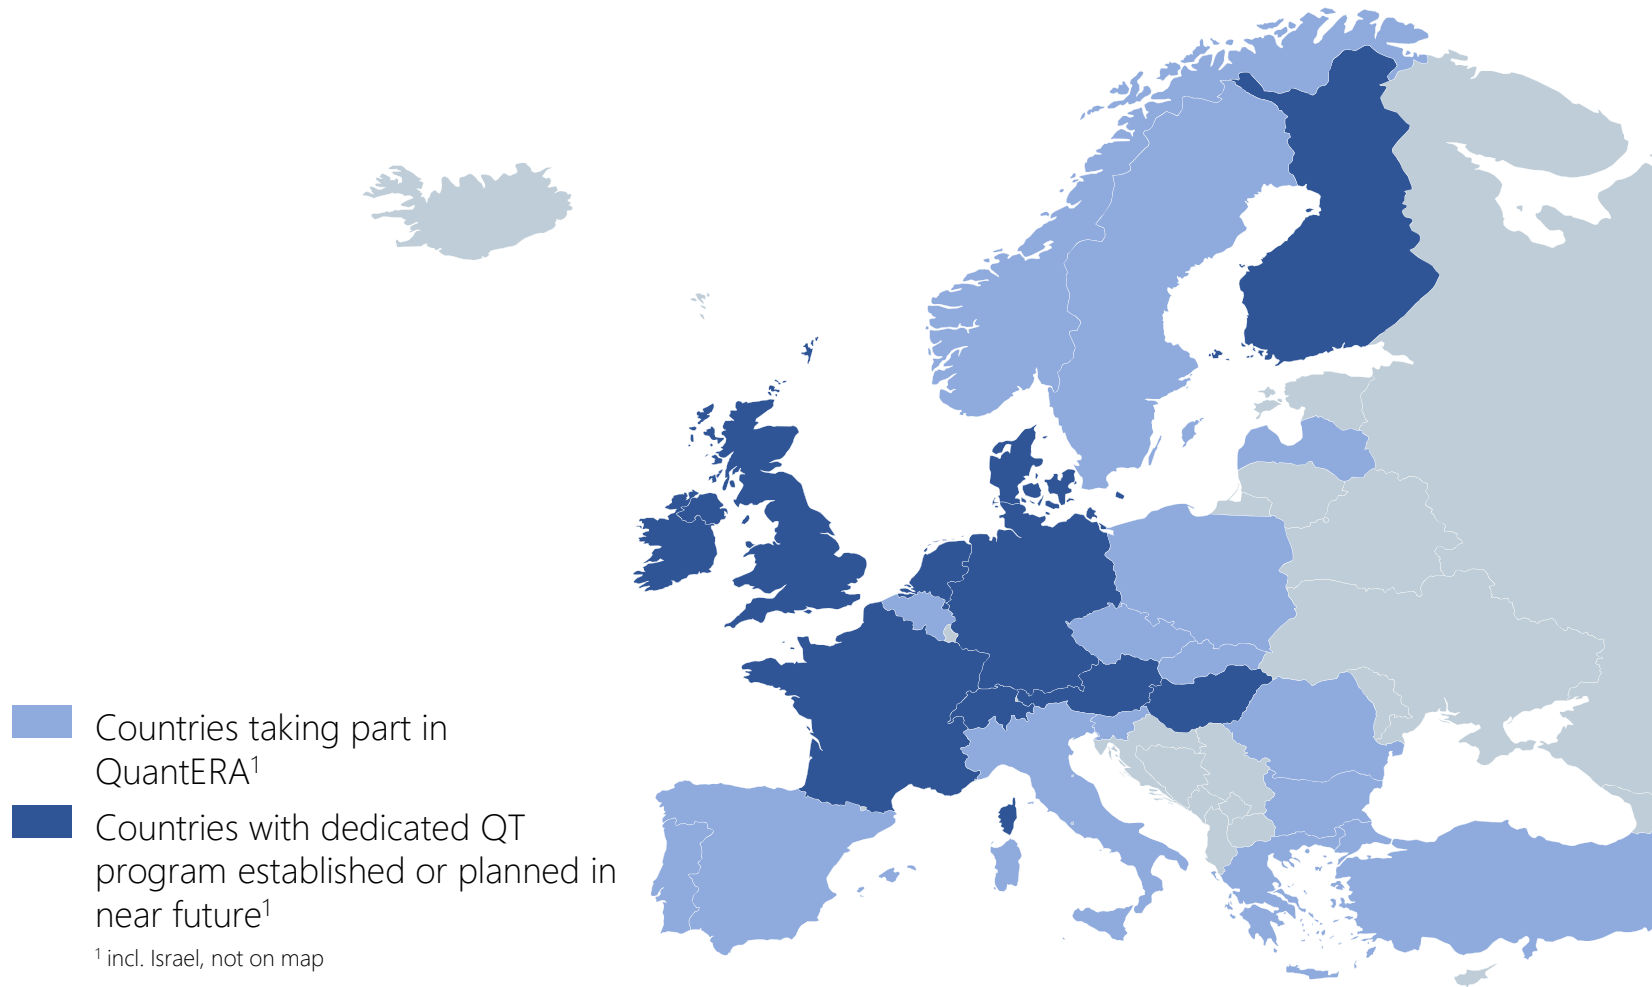 Countries taking part in
QuantERA¹
Countries with dedicated QT
program established or planned in
near future¹
¹ incl. Israel, not on map